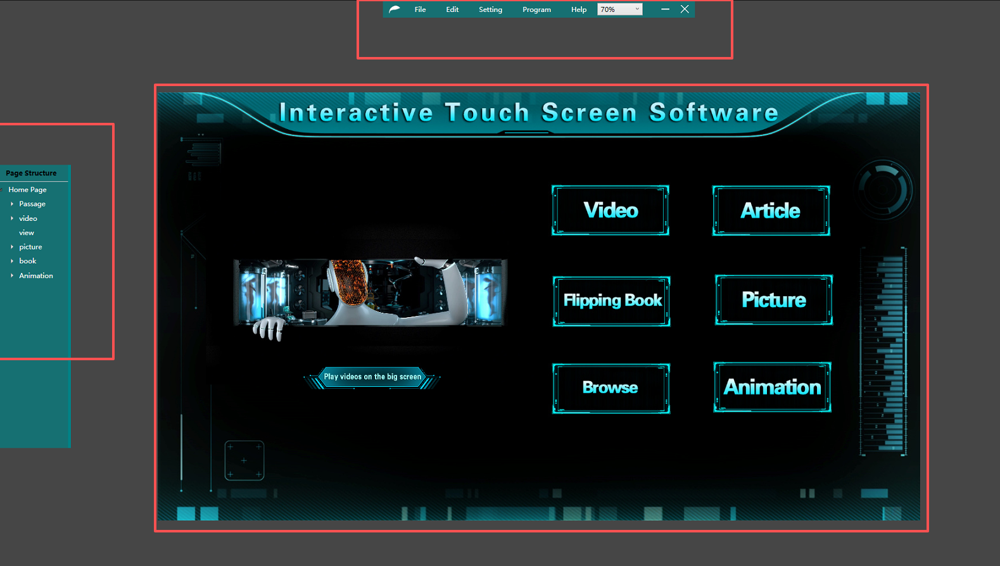 File Edit Setting Program Help 70%
Interactive Touch Screen Software
Page Structure
Home Page
Passage
video
view
picture
book
Animation
Video
Article
Flipping Book
Picture
Play videos on the big screen
Browse
Animation